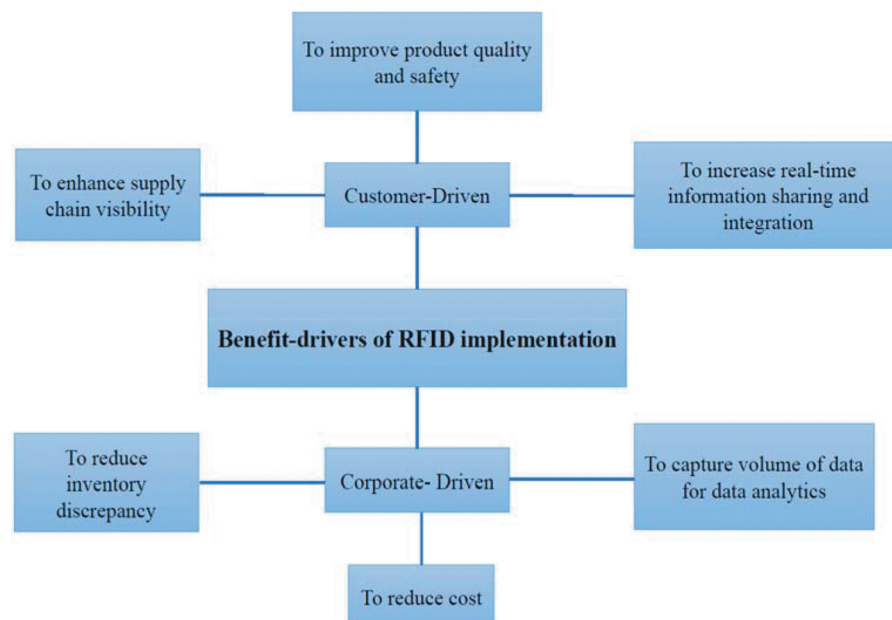 To improve product quality
and safety
To enhance supply
chain visibility
Customer-Driven
To increase real-time
information sharing and
integration
Benefit-drivers of RFID implementation
To reduce
inventory
discrepancy
Corporate- Driven
To capture volume of data
for data analytics
To reduce cost